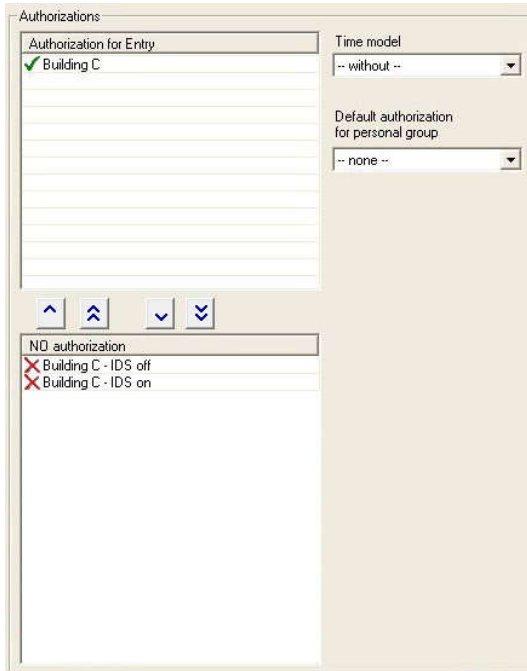 Authorizations
Authorization for Entry
Building C
Time model
-- without --
Default authorization
for personal group
-- none --
NO authorization
Building C - IDS off
Building C - IDS on